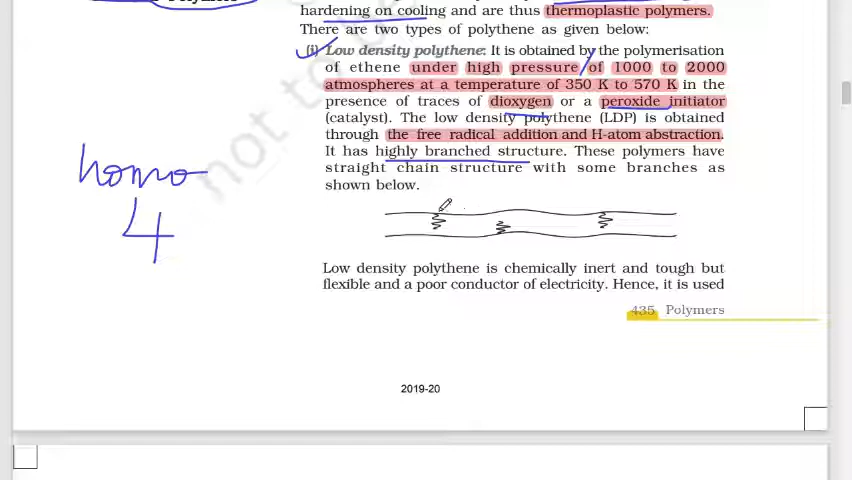 hardening on cooling and are thus thermoplastic polymers.
There are two types of polythene as given below:
(i) Low density polythene: It is obtained by the polymerisation
of ethene under high pressure of 1000 to 2000
atmospheres at a temperature of 350 K to 570 K in the
presence of traces of dioxygen or a peroxide initiator
(catalyst). The low density polythene (LDP) is obtained
through the free radical addition and H-atom abstraction.
It has highly branched structure. These polymers have
straight chain structure with some branches as
shown below.
homo
4
Low density polythene is chemically inert and tough but
flexible and a poor conductor of electricity. Hence, it is used
435 Polymers
2019-20
not to be